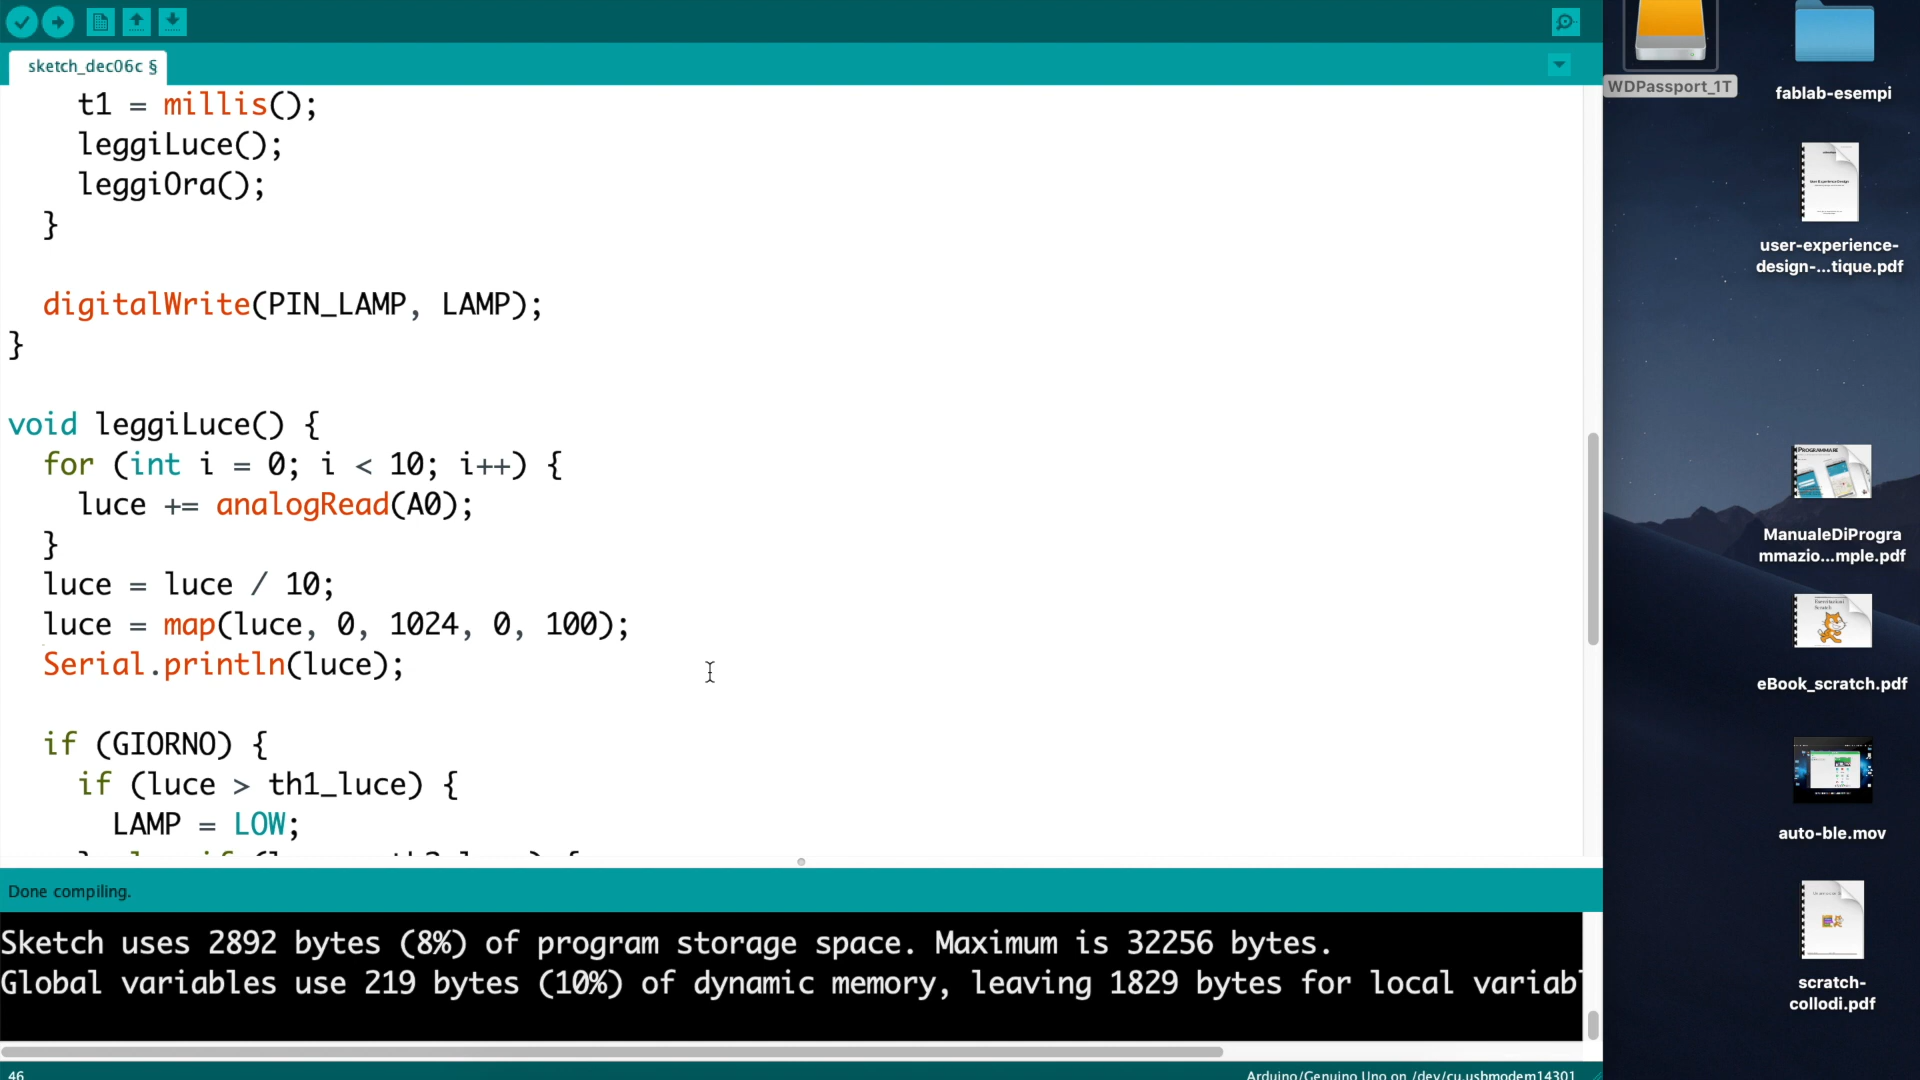 sketch_dec06c §
t1 = millis();
leggiLuce();
leggiOra();
}
digitalWrite(PIN_LAMP, LAMP);
}
void leggiLuce() {
for (int i = 0; i < 10; i++) {
luce += analogRead(A0);
}
luce = luce / 10;
luce = map(luce, 0, 1024, 0, 100);
Serial.println(luce);
if (GIORNO) {
if (luce > th1_luce) {
LAMP = LOW;
Done compiling.
Sketch uses 2892 bytes (8%) of program storage space. Maximum is 32256 bytes.
Global variables use 219 bytes (10%) of dynamic memory, leaving 1829 bytes for local variab
46
Arduino/Genuino Uno on /dev/cu.usbmodem14301
WDPassport_1T
fablab-esempi
user-experience-
design-...tique.pdf
ManualeDiProgra
mmazio...mple.pdf
eBook_scratch.pdf
auto-ble.mov
scratch-
collodi.pdf